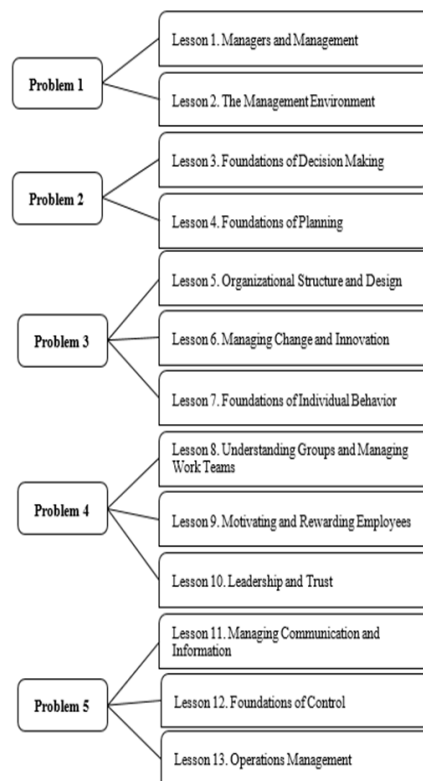 Problem 1
Lesson 1. Managers and Management
Lesson 2. The Management Environment
Problem 2
Lesson 3. Foundations of Decision Making
Lesson 4. Foundations of Planning
Problem 3
Lesson 5. Organizational Structure and Design
Lesson 6. Managing Change and Innovation
Lesson 7. Foundations of Individual Behavior
Problem 4
Lesson 8. Understanding Groups and Managing
Work Teams
Lesson 9. Motivating and Rewarding Employees
Lesson 10. Leadership and Trust
Problem 5
Lesson 11. Managing Communication and
Information
Lesson 12. Foundations of Control
Lesson 13. Operations Management